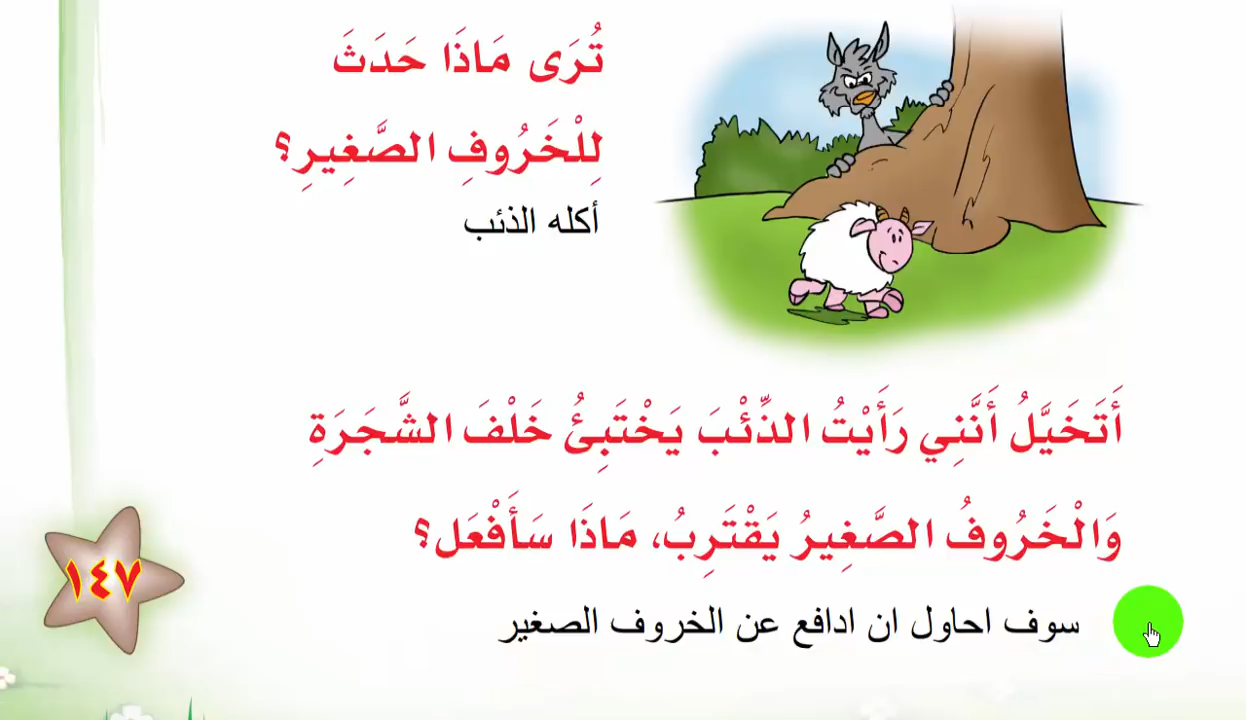 تُرَى مَاذَا حَدَثَ
لِلْخَرُوفِ الصَّغِيرِ؟
أكله الذئب
أَتَخَيَّلُ أَنَّنِي رَأَيْتُ الذِّئْبَ يَخْتَبِئُ خَلْفَ الشَّجَرَةِ
وَالْخَرُوفُ الصَّغِيرُ يَقْتَرِبُ، مَاذَا سَأَفْعَل؟
سوف احاول ان ادافع عن الخروف الصغير
١٤٧